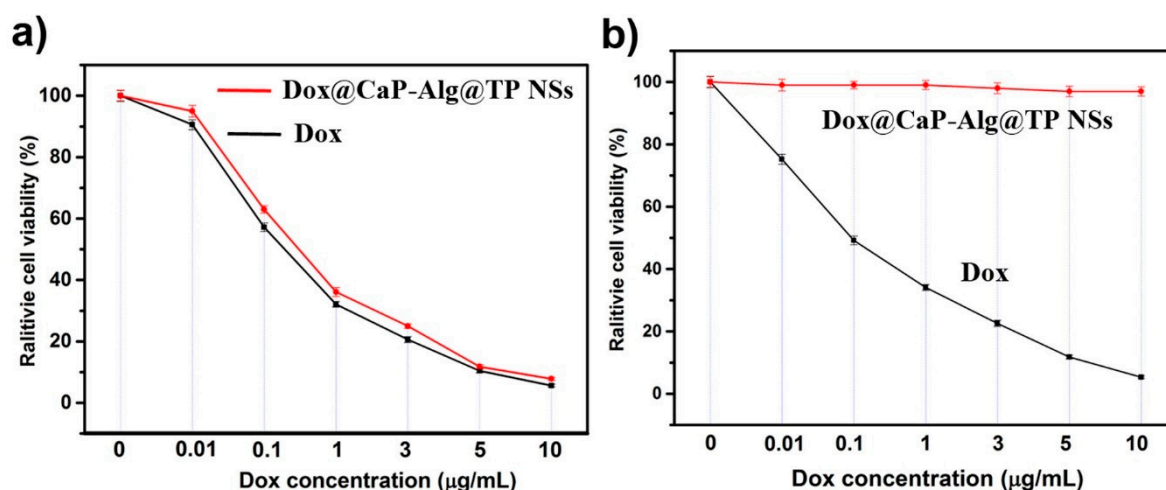 a)
Ralitivie cell viability (%)
100
80
60
40
20
0
Dox@CaP-Alg@TP NSs
Dox
0 0.01 0.1 1 3 5 10
Dox concentration (µg/mL)
b)
Ralitivie cell viability (%)
100
80
60
40
20
0
Dox@CaP-Alg@TP NSs
Dox
0 0.01 0.1 1 3 5 10
Dox concentration (µg/mL)